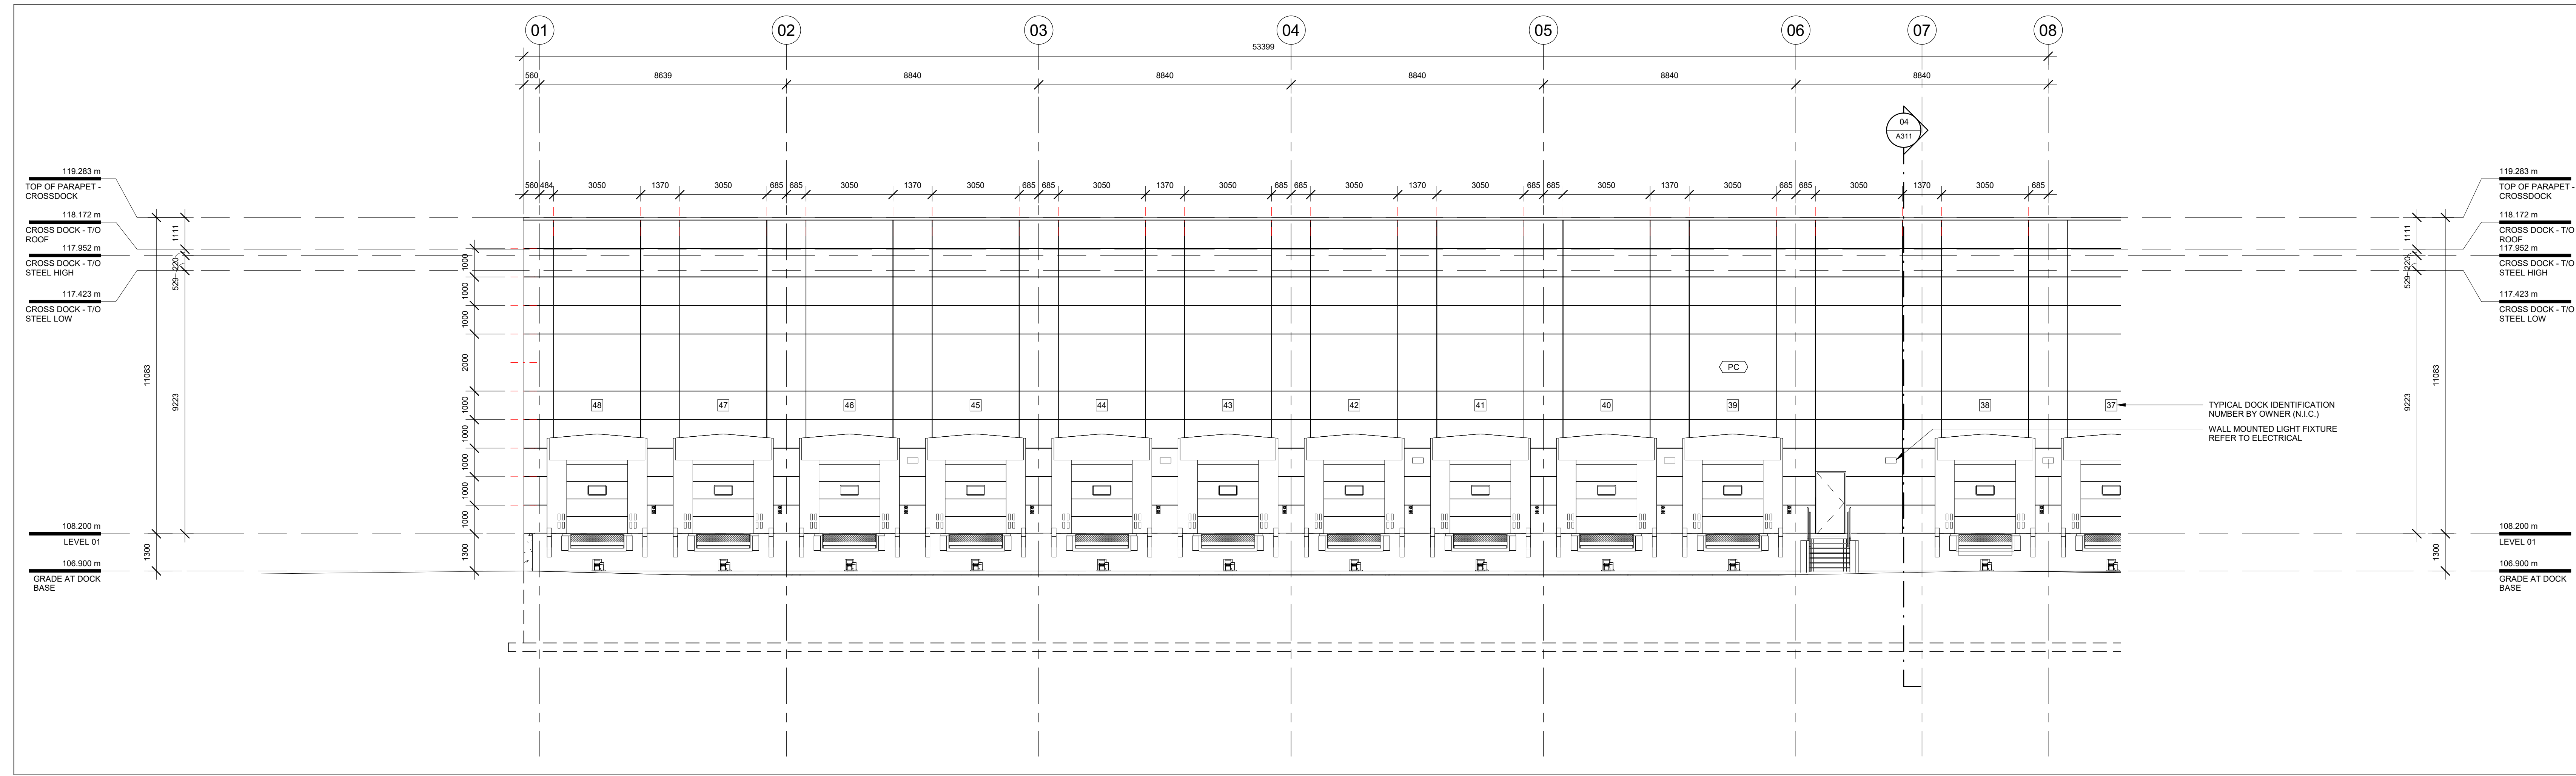 01
02
03
04
05
06
07
08
53399
560
8639
8840
8840
8840
8840
8840
04
A311
560
484
3050
1370
3050
685
685
3050
1370
3050
685
685
3050
1370
3050
685
685
3050
1370
3050
685
685
3050
1370
3050
685
685
3050
1370
3050
685
119.283 m
TOP OF PARAPET -
CROSSDOCK
118.172 m
CROSS DOCK - T/O
ROOF
117.952 m
CROSS DOCK - T/O
STEEL HIGH
117.423 m
CROSS DOCK - T/O
STEEL LOW
108.200 m
LEVEL 01
106.900 m
GRADE AT DOCK
BASE
11083
1300
1111
220
529
9223
1000
1000
1000
2000
1000
1000
1000
1000
1000
1300
PC
48
47
46
45
44
43
42
41
40
39
38
37
TYPICAL DOCK IDENTIFICATION
NUMBER BY OWNER (N.I.C.)
WALL MOUNTED LIGHT FIXTURE
REFER TO ELECTRICAL
1111
220
529
9223
11083
1300
119.283 m
TOP OF PARAPET -
CROSSDOCK
118.172 m
CROSS DOCK - T/O
ROOF
117.952 m
CROSS DOCK - T/O
STEEL HIGH
117.423 m
CROSS DOCK - T/O
STEEL LOW
108.200 m
LEVEL 01
106.900 m
GRADE AT DOCK
BASE